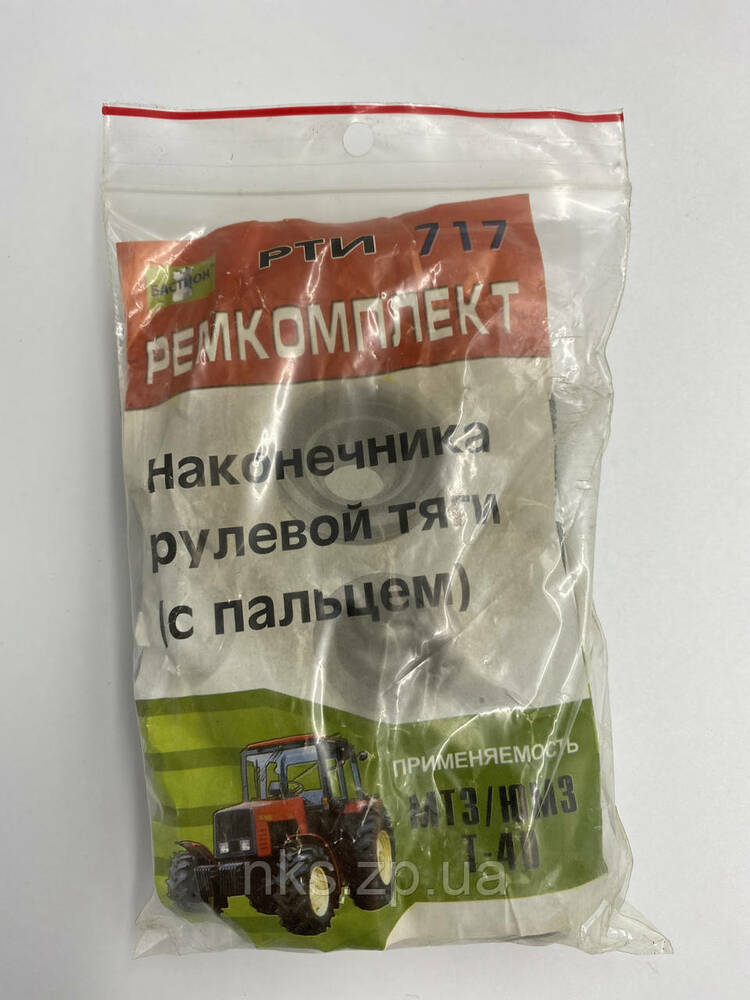 РТИ 717
БАСТИОН
РЕМКОМПЛЕКТ
Наконечника
рулевой тяги
(с пальцем)
ПРИМЕНЯЕМОСТЬ
МТЗ/ЮМЗ
Т-40
nks.zp.ua